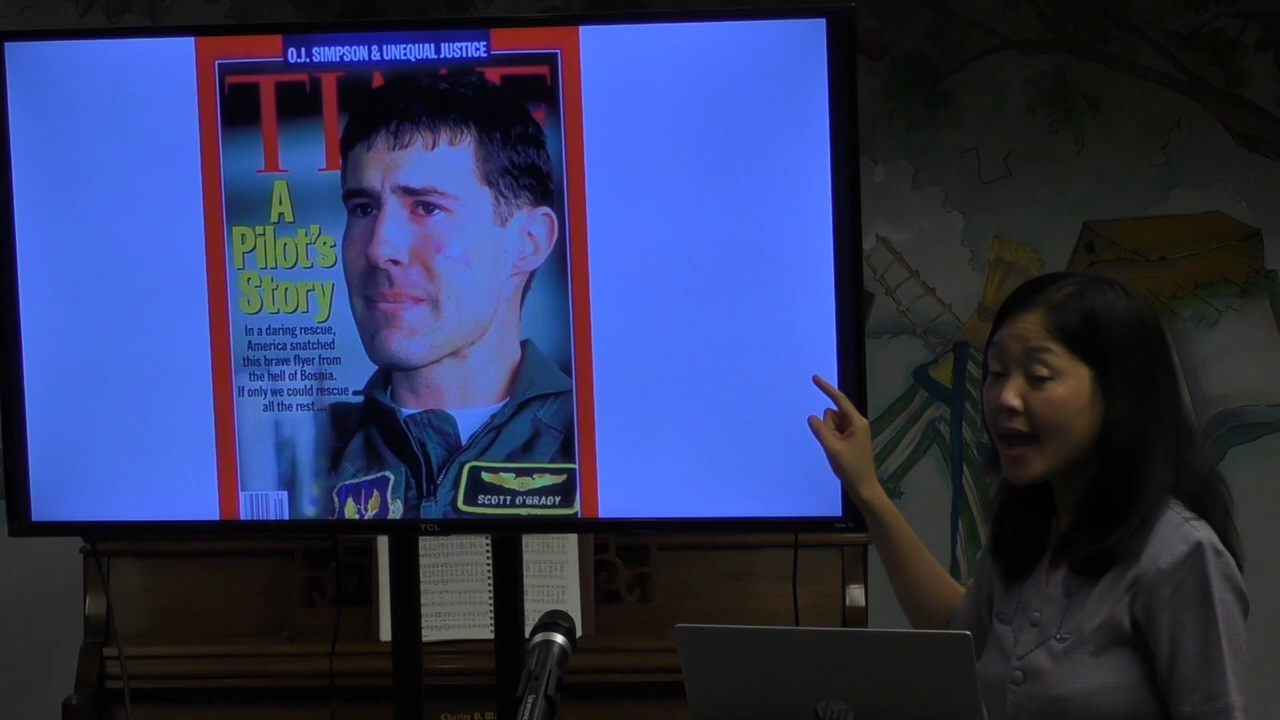 O.J. SIMPSON & UNEQUAL JUSTICE
TIME
A
Pilot's
Story
In a daring rescue,
America snatched
this brave flyer from
the hell of Bosnia.
If only we could rescue
all the rest...
SCOTT O'GRADY
TCL
hp